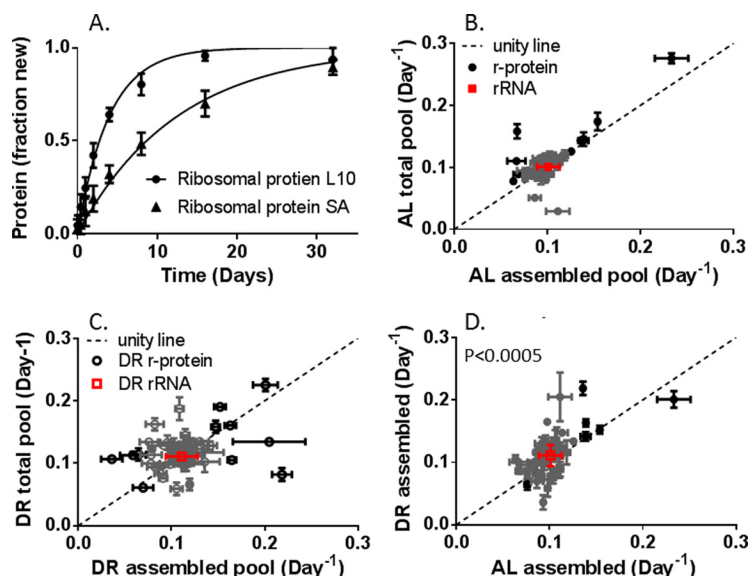 A.
Protein (fraction new)
1.0
0.5
0.0
0
10
20
30
Time (Days)
Ribosomal protien L10
Ribosomal protein SA
B.
AL total pool (Day-1)
0.3
0.2
0.1
0.0
0.0
0.1
0.2
0.3
AL assembled pool (Day-1)
unity line
r-protein
rRNA
C.
DR total pool (Day-1)
0.3
0.2
0.1
0.0
0.0
0.1
0.2
0.3
DR assembled pool (Day-1)
unity line
DR r-protein
DR rRNA
D.
DR assembled (Day-1)
0.3
0.2
0.1
0.0
0.0
0.1
0.2
0.3
AL assembled (Day-1)
P<0.0005